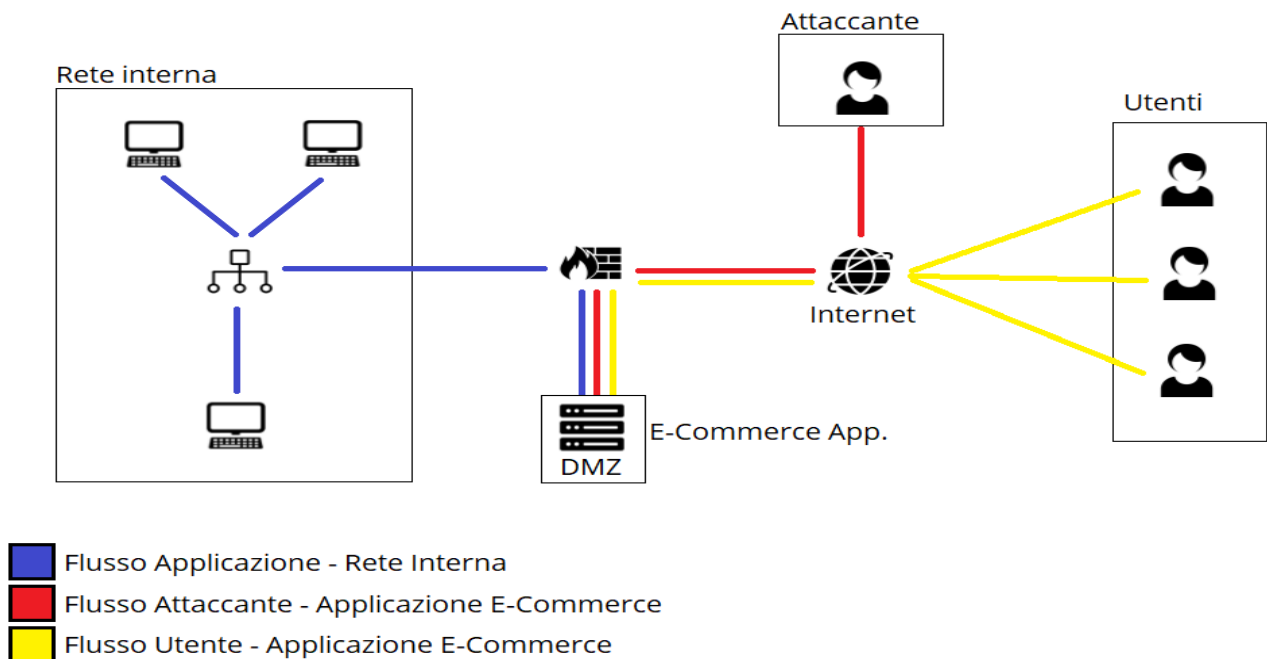 Attaccante
Rete interna
Utenti
Internet
E-Commerce App.
DMZ
Flusso Applicazione - Rete Interna
Flusso Attaccante - Applicazione E-Commerce
Flusso Utente - Applicazione E-Commerce